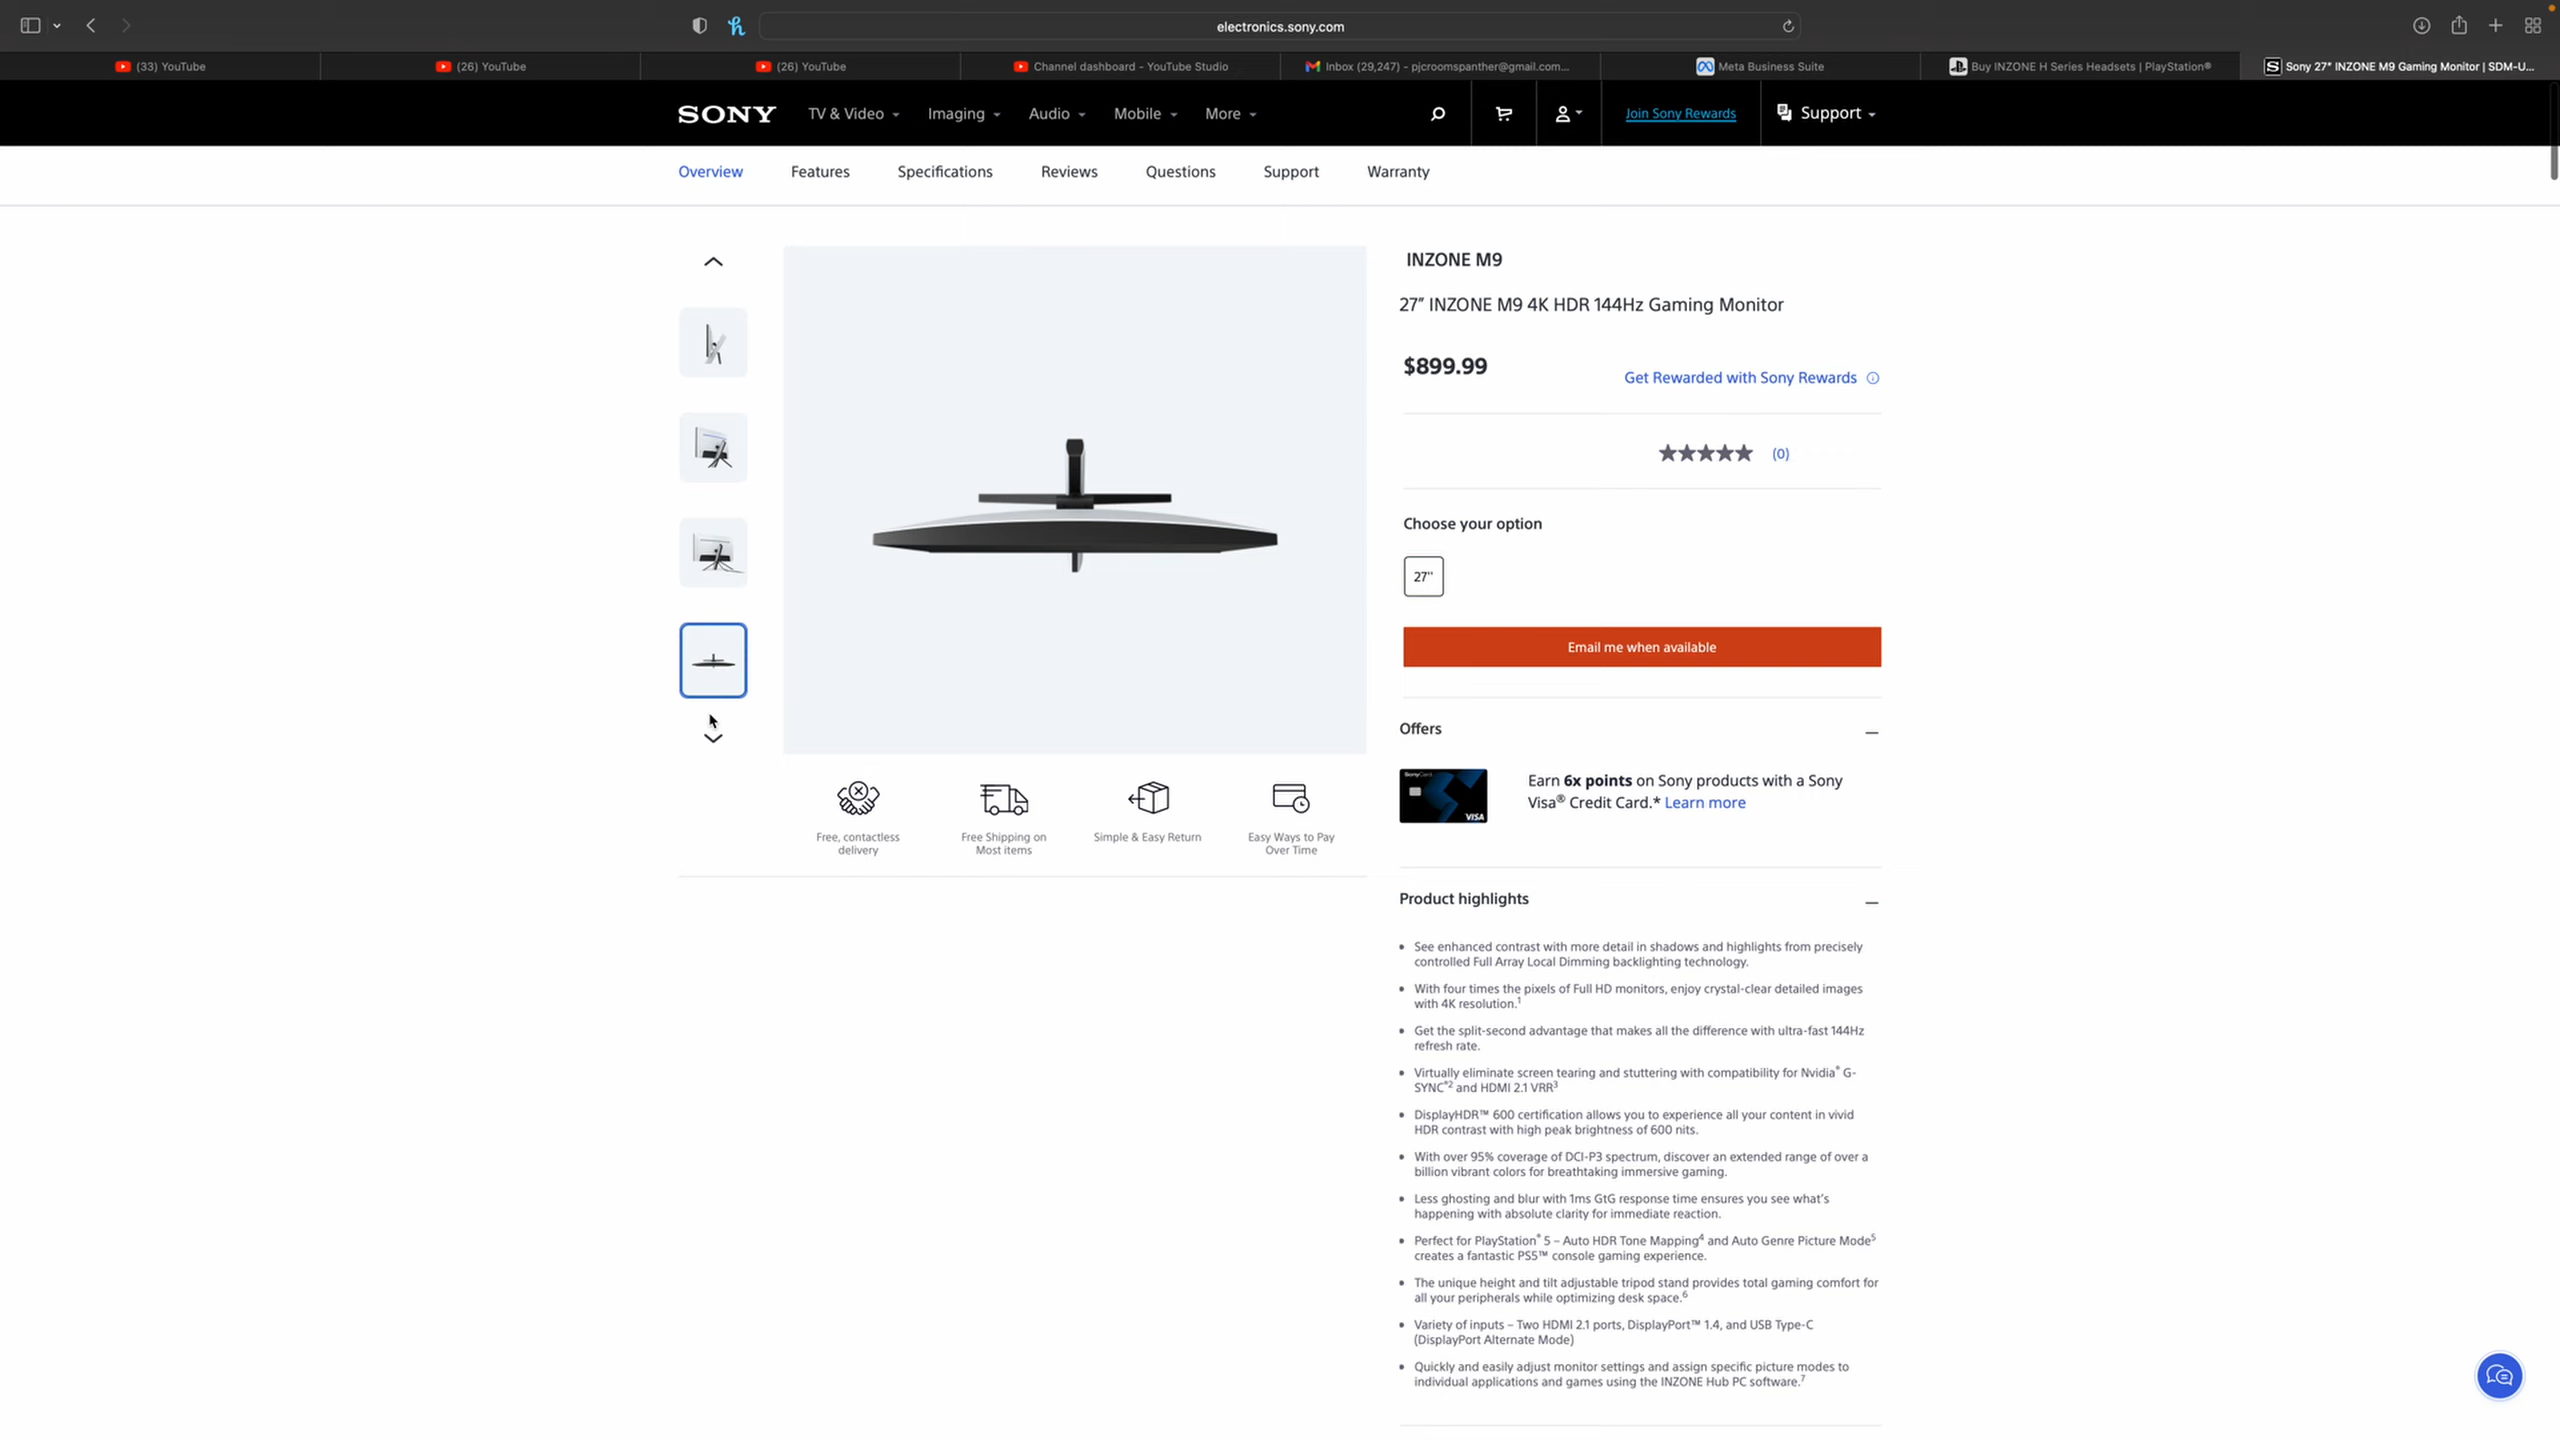 electronics.sony.com
(33) YouTube
(26) YouTube
(26) YouTube
Channel dashboard - YouTube Studio
Inbox (29,247) - pjcroomspanther@gmail.com...
Meta Business Suite
Buy INZONE H Series Headsets | PlayStation®
S
Sony 27" INZONE M9 Gaming Monitor | SDM-U...
SONY
TV & Video
Imaging
Audio
Mobile
More
Join Sony Rewards
Support
Overview
Features
Specifications
Reviews
Questions
Support
Warranty
INZONE M9
27” INZONE M9 4K HDR 144Hz Gaming Monitor
$899.99
Get Rewarded with Sony Rewards
(0)
Choose your option
27''
Email me when available
Offers
SonyCard
VISA
Earn 6x points on Sony products with a Sony
Visa® Credit Card.* Learn more
Free, contactless
delivery
Free Shipping on
Most items
Simple & Easy Return
Easy Ways to Pay
Over Time
Product highlights
• See enhanced contrast with more detail in shadows and highlights from precisely
controlled Full Array Local Dimming backlighting technology.
• With four times the pixels of Full HD monitors, enjoy crystal-clear detailed images
with 4K resolution.1
• Get the split-second advantage that makes all the difference with ultra-fast 144Hz
refresh rate.
• Virtually eliminate screen tearing and stuttering with compatibility for Nvidia® G-
SYNC®2 and HDMI 2.1 VRR3
• DisplayHDR™ 600 certification allows you to experience all your content in vivid
HDR contrast with high peak brightness of 600 nits.
• With over 95% coverage of DCI-P3 spectrum, discover an extended range of over a
billion vibrant colors for breathtaking immersive gaming.
• Less ghosting and blur with 1ms GtG response time ensures you see what’s
happening with absolute clarity for immediate reaction.
• Perfect for PlayStation® 5 – Auto HDR Tone Mapping4 and Auto Genre Picture Mode5
creates a fantastic PS5™ console gaming experience.
• The unique height and tilt adjustable tripod stand provides total gaming comfort for
all your peripherals while optimizing desk space.6
• Variety of inputs – Two HDMI 2.1 ports, DisplayPort™ 1.4, and USB Type-C
(DisplayPort Alternate Mode)
• Quickly and easily adjust monitor settings and assign specific picture modes to
individual applications and games using the INZONE Hub PC software.7